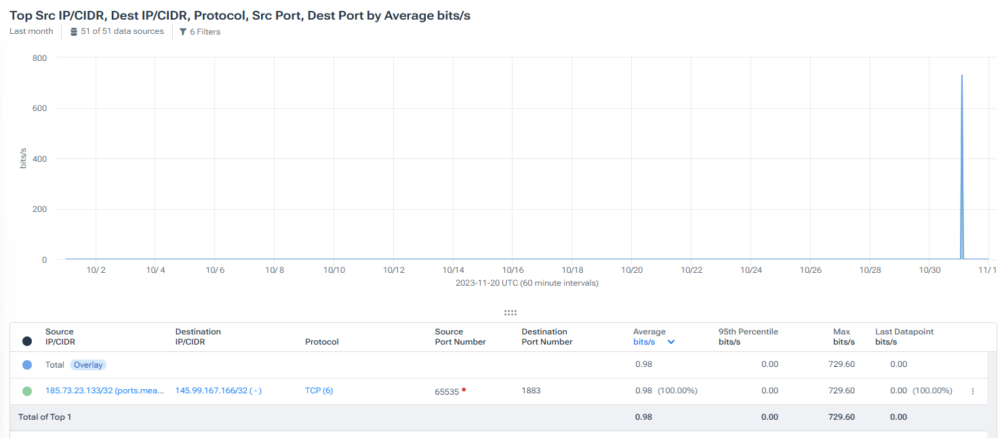 Top Src IP/CIDR, Dest IP/CIDR, Protocol, Src Port, Dest Port by Average bits/s
Last month 51 of 51 data sources 6 Filters
800
600
400
200
0
bits/s
10/ 2 10/ 4 10/ 6 10/ 8 10/10 10/12 10/14 10/16 10/18 10/20 10/22 10/24 10/26 10/28 10/30 11/ 1
2023-11-20 UTC (60 minute intervals)
Source IP/CIDR Destination IP/CIDR Protocol Source Port Number Destination Port Number Average bits/s 95th Percentile bits/s Max bits/s Last Datapoint bits/s
Total Overlay 0.98 0.00 729.60 0.00
185.73.23.133/32 (ports.mea... 145.99.167.166/32 ( - ) TCP (6) 65535 1883 0.98 (100.00%) 0.00 729.60 0.00 (100.00%)
Total of Top 1 0.98 0.00 729.60 0.00